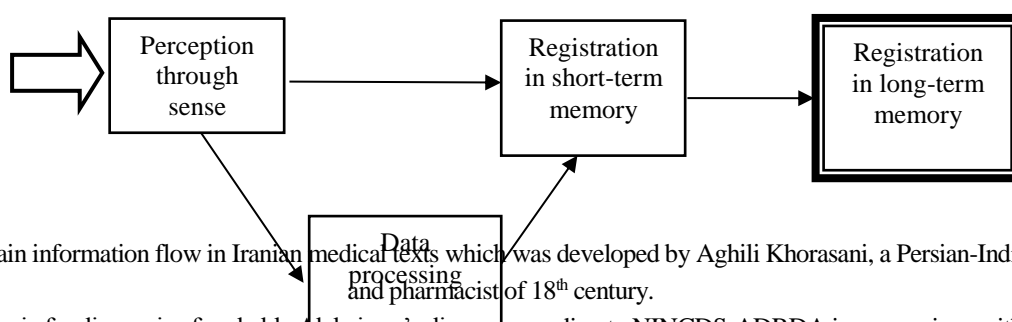 Perception
through
sense
Registration
in short-term
memory
Registration
in long-term
memory
Data
processing
ain information flow in Iranian medical texts which was developed by Aghili Khorasani, a Persian-Indi
and pharmacist of 18th century.